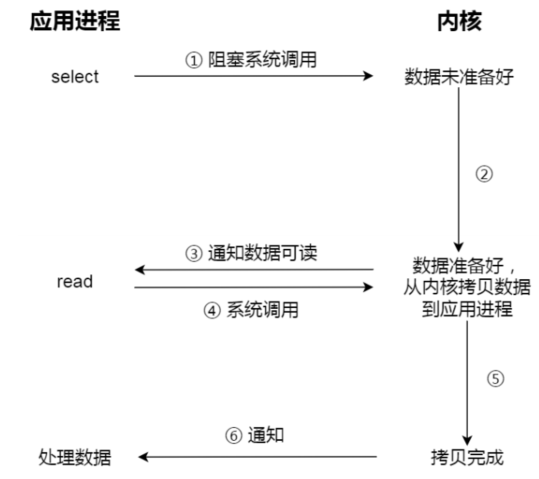 应用进程
内核
① 阻塞系统调用
select
数据未准备好
②
③ 通知数据可读
数据准备好，
read
从内核拷贝数据
④ 系统调用
到应用进程
⑤
⑥ 通知
处理数据
拷贝完成